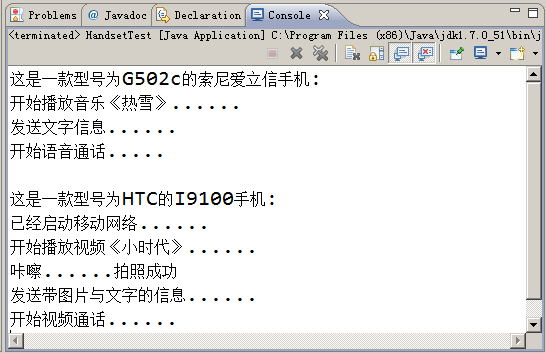 Problems @ Javadoc Declaration Console
<terminated> HandsetTest [Java Application] C:\Program Files (x86)\Java\jdk1.7.0_51\bin\j
这是一款型号为G502c的索尼爱立信手机:
开始播放音乐《热雪》......
发送文字信息......
开始语音通话.....
这是一款型号为HTC的I9100手机:
已经启动移动网络......
开始播放视频《小时代》......
咔嚓......拍照成功
发送带图片与文字的信息......
开始视频通话......